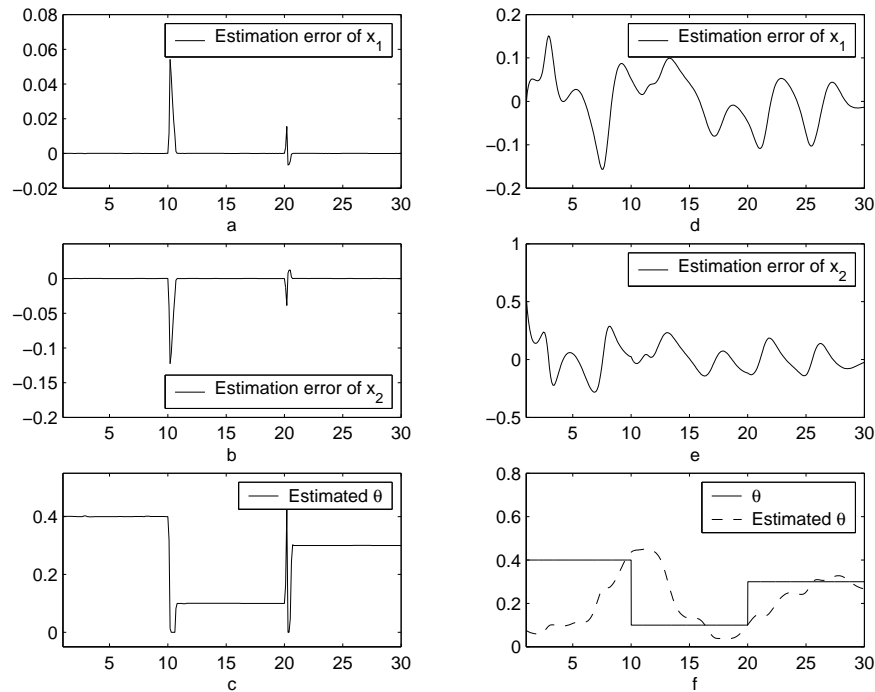 0.08
0.06
0.04
0.02
0
−0.02
Estimation error of x1
5 10 15 20 25 30
a
0.2
0.1
0
−0.1
−0.2
Estimation error of x1
5 10 15 20 25 30
d
0
−0.05
−0.1
−0.15
−0.2
Estimation error of x2
5 10 15 20 25 30
b
1
0.5
0
−0.5
Estimation error of x2
5 10 15 20 25 30
e
0.4
0.2
0
Estimated θ
5 10 15 20 25 30
c
0.8
0.6
0.4
0.2
0
θ
Estimated θ
5 10 15 20 25 30
f